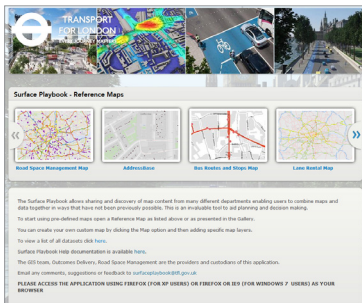 TRANSPORT
FOR LONDON
EVERY JOURNEY MATTERS
Surface Playbook - Reference Maps
Road Space Management Map
AddressBase
Bus Routes and Stops Map
Lane Rental Map
The Surface Playbook allows sharing and discovery of map content from many different departments enabling users to combine maps and
data together in ways that have not been previously possible. This is an invaluable tool to aid planning and decision making.
To start using pre-defined maps open a Reference Map as listed above or as presented in the Gallery.
You can create your own custom map by clicking the Map option and then adding specific map layers.
To view a list of all datasets click here.
Surface Playbook Help documentation is available here.
The GIS team, Outcomes Delivery, Road Space Management are the providers and custodians of this application.
Email any comments, suggestions or feedback to surfaceplaybook@tfl.gov.uk
PLEASE ACCESS THE APPLICATION USING FIREFOX (FOR XP USERS) OR FIREFOX OR IE9 (FOR WINDOWS 7 USERS) AS YOUR
BROWSER